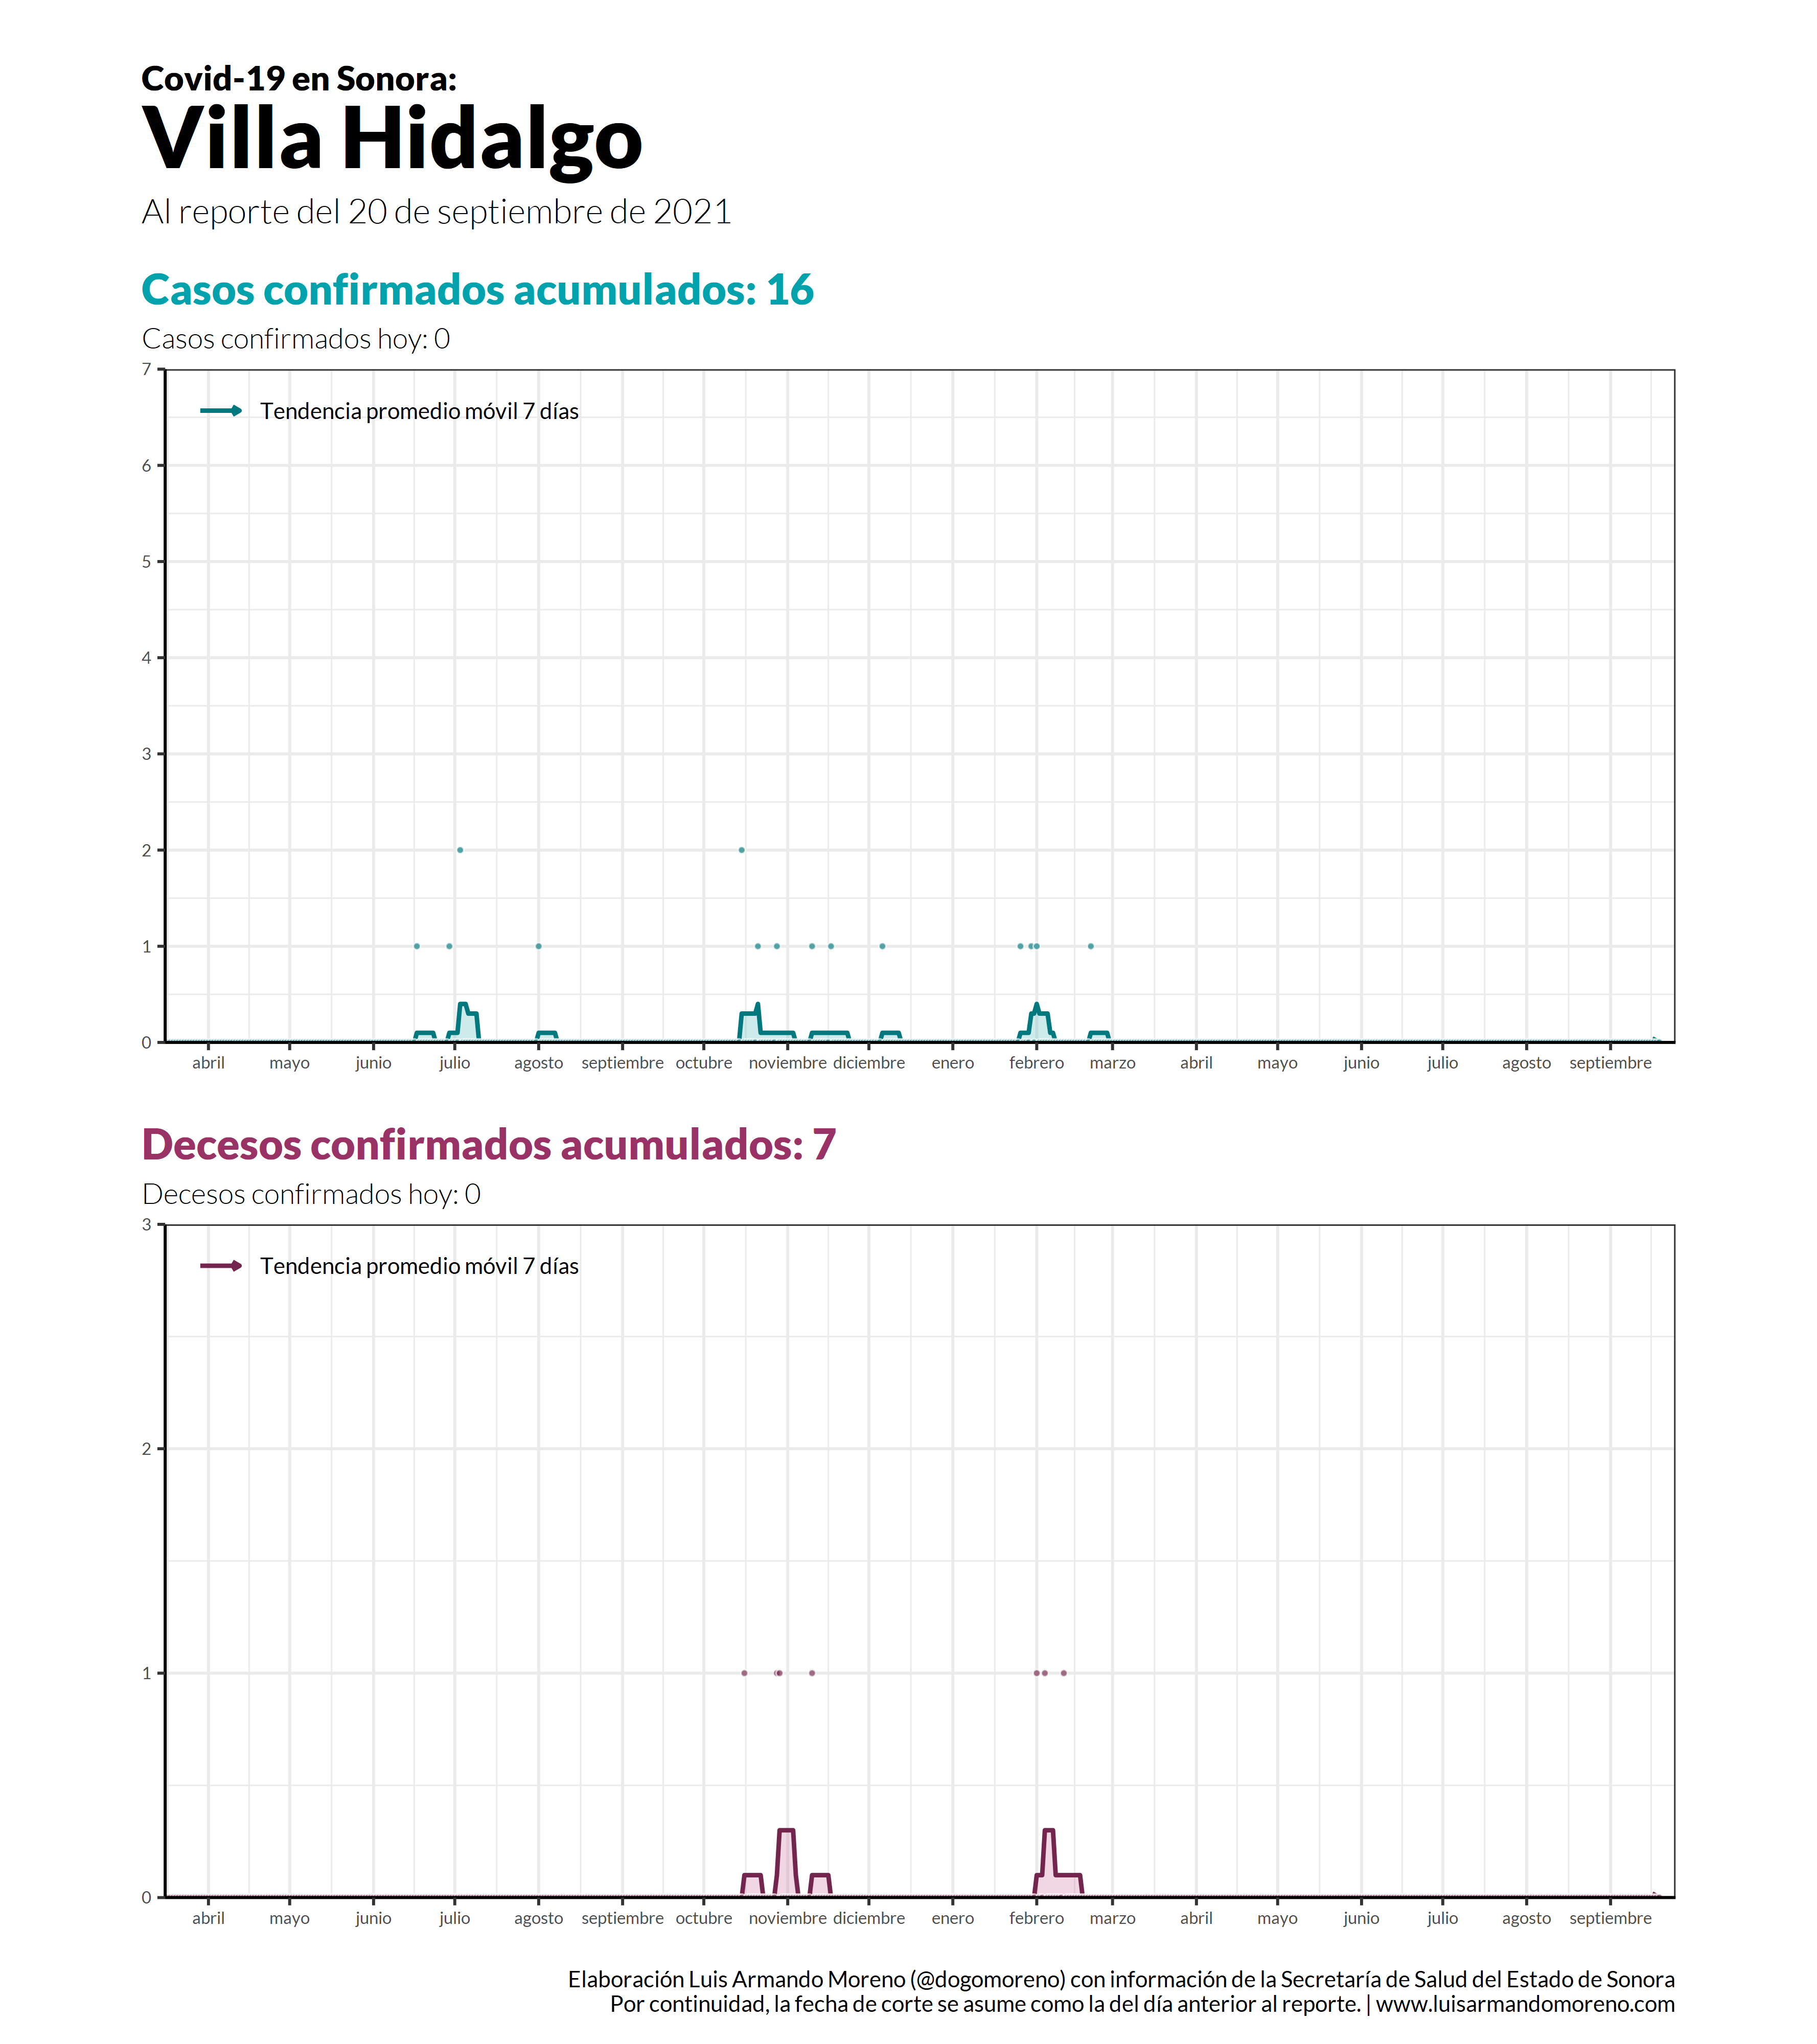 Covid-19 en Sonora:
Villa Hidalgo
Al reporte del 20 de septiembre de 2021
Casos confirmados acumulados: 16
Casos confirmados hoy: 0
7
Tendencia promedio móvil 7 días
6
5
4
3
2
1
0
abril mayo junio julio agosto septiembre octubre noviembre diciembre enero febrero marzo abril mayo junio julio agosto septiembre
Decesos confirmados acumulados: 7
Decesos confirmados hoy: 0
3
Tendencia promedio móvil 7 días
2
1
0
abril mayo junio julio agosto septiembre octubre noviembre diciembre enero febrero marzo abril mayo junio julio agosto septiembre
Elaboración Luis Armando Moreno (@dogomoreno) con información de la Secretaría de Salud del Estado de Sonora
Por continuidad, la fecha de corte se asume como la del día anterior al reporte. | www.luisarmandomoreno.com